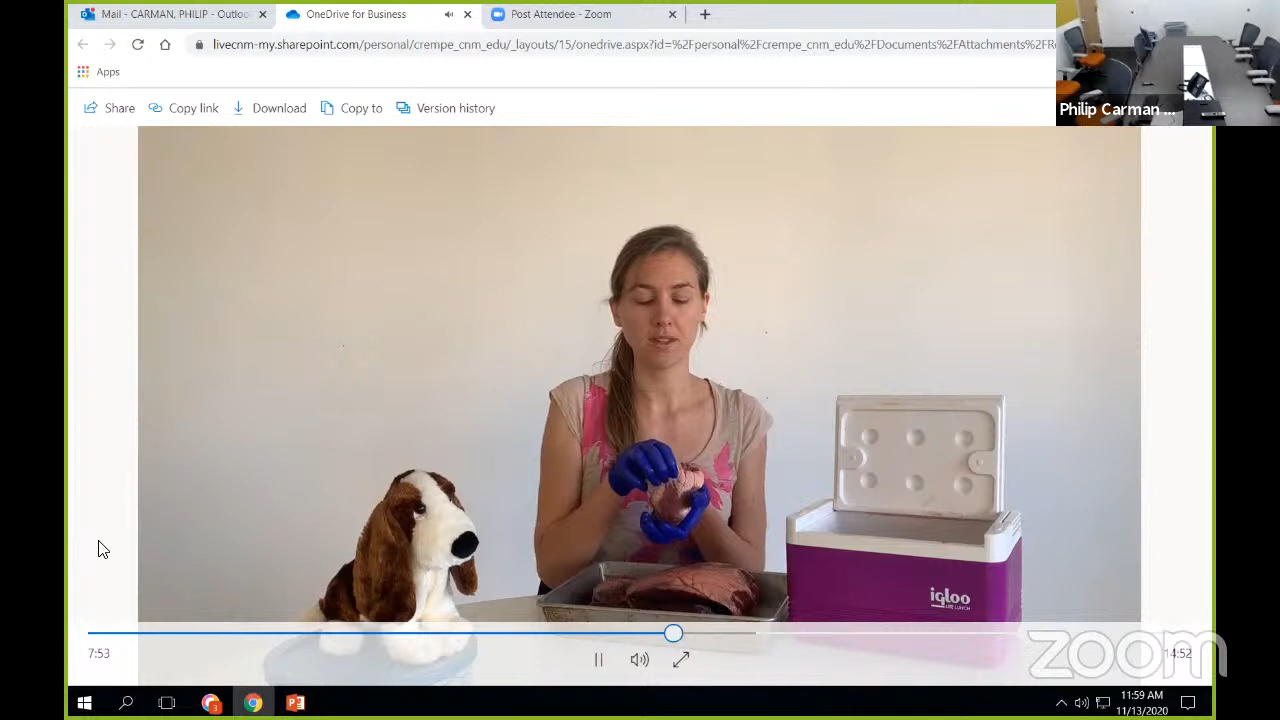 Mail - CARMAN, PHILIP - Outloo
OneDrive for Business
Post Attendee - Zoom
livecnm-my.sharepoint.com/personal/crempe_cnm_edu/_layouts/15/onedrive.aspx?id=%2Fpersonal%2Fcrempe_cnm_edu%2FDocuments%2FAttachments%2FR
Philip Carman ...
Apps
Share
Copy link
Download
Copy to
Version history
igloo
7:53
14:52
zoom
3
11:59 AM
11/13/2020